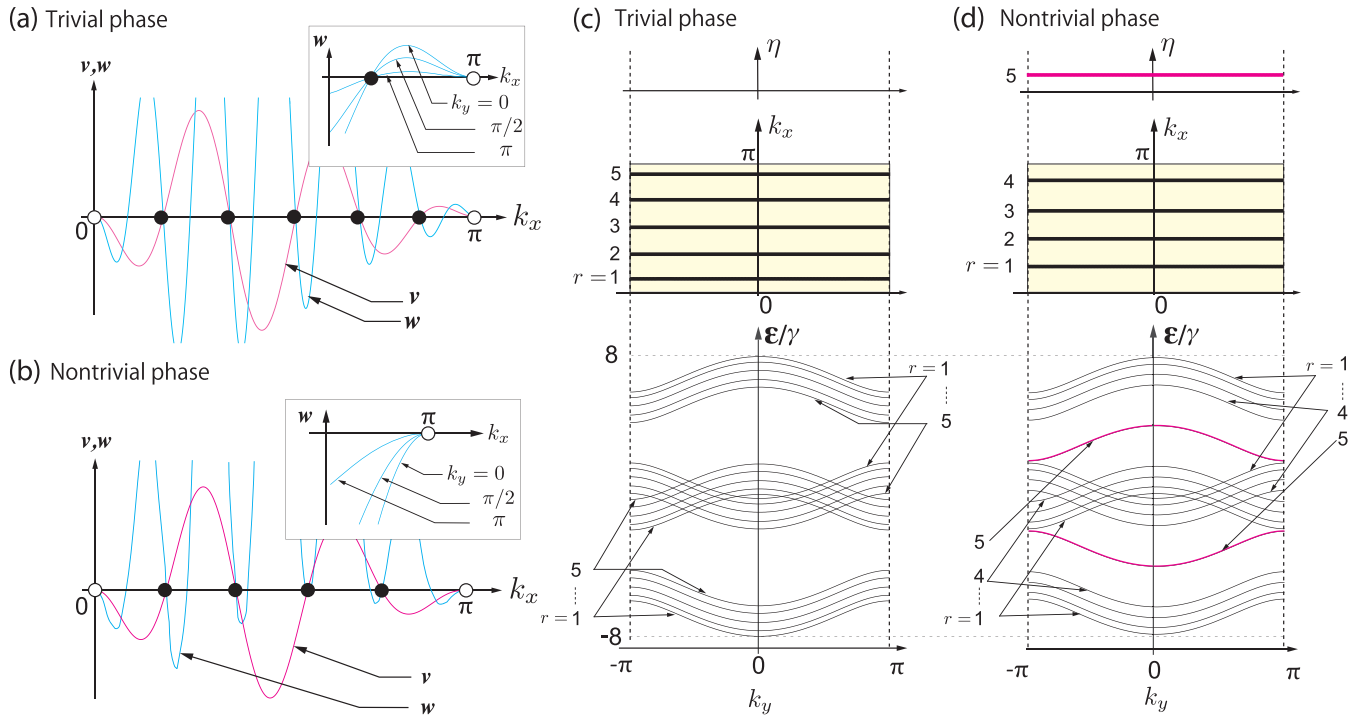 (a) Trivial phase
v,w
0
π
k_x
v
w
w
π
k_x
k_y = 0
π/2
π
(b) Nontrivial phase
v,w
0
π
k_x
v
w
w
π
k_x
k_y = 0
π/2
π
(c) Trivial phase
η
k_x
π
5
4
3
2
r = 1
0
ε/γ
8
r = 1
5
5
r = 1
-8
-π
0
π
k_y
(d) Nontrivial phase
η
5
k_x
π
4
3
2
r = 1
0
ε/γ
r = 1
4
5
5
4
r = 1
-π
0
π
k_y